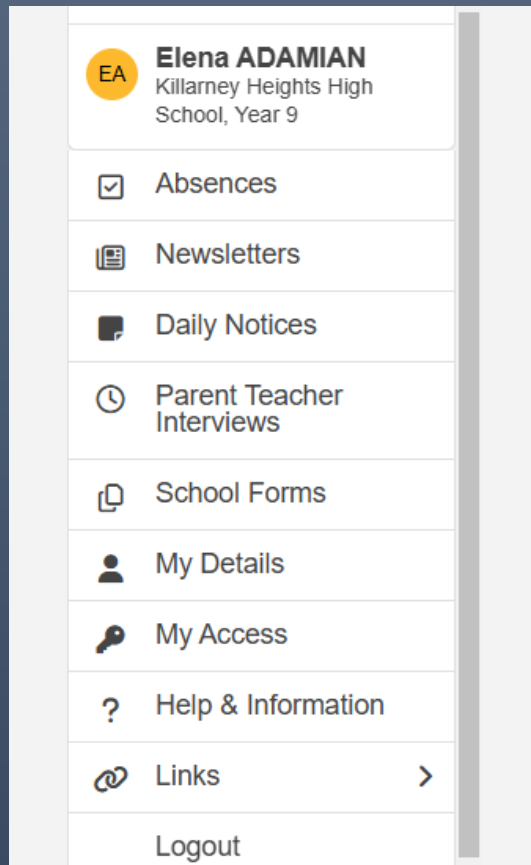 EA
Elena ADAMIAN
Killarney Heights High
School, Year 9
Absences
Newsletters
Daily Notices
Parent Teacher
Interviews
School Forms
My Details
My Access
? Help & Information
Links
Logout